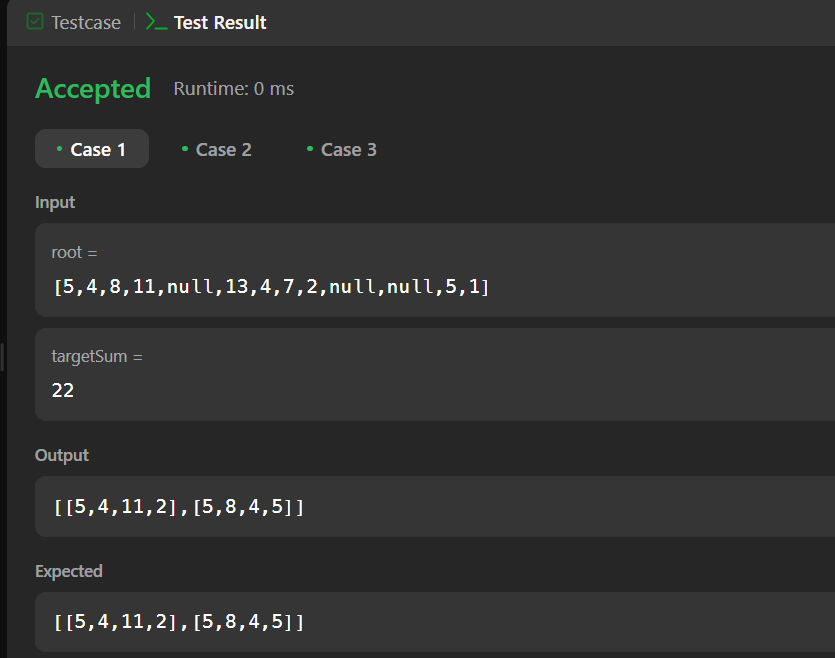 Testcase
Test Result
Accepted
Runtime: 0 ms
Case 1
Case 2
Case 3
Input
root =
[5,4,8,11,null,13,4,7,2,null,null,5,1]
targetSum =
22
Output
[[5,4,11,2],[5,8,4,5]]
Expected
[[5,4,11,2],[5,8,4,5]]